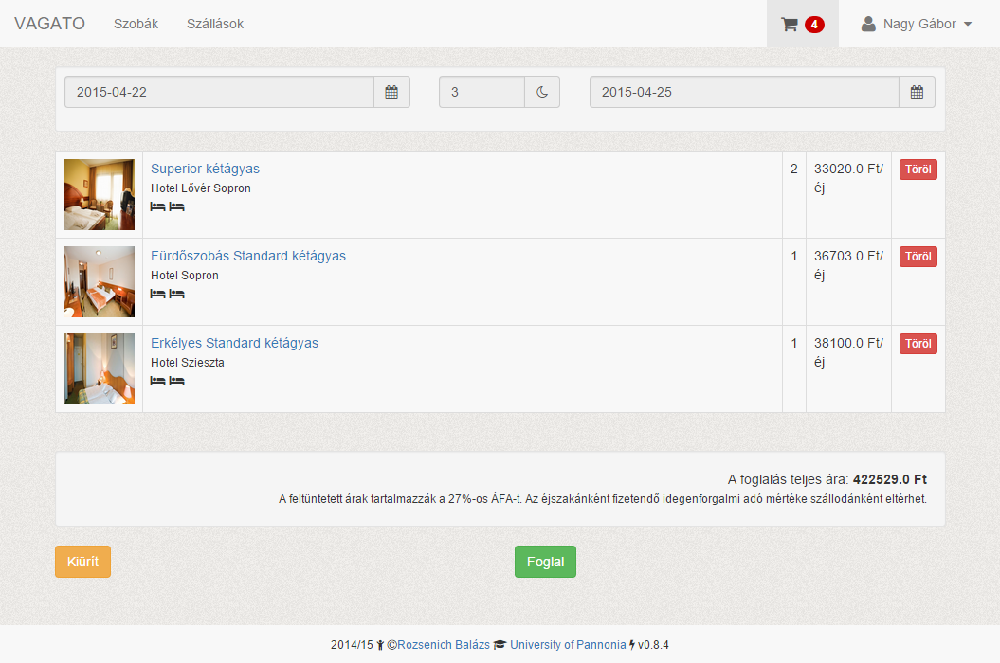 VAGATO Szobák Szállások 4 Nagy Gábor
2015-04-22 3 2015-04-25
Superior kétágyas 2 33020.0 Ft/ Töröl
Hotel Lővér Sopron éj
Fürdőszobás Standard kétágyas 1 36703.0 Ft/ Töröl
Hotel Sopron éj
Erkélyes Standard kétágyas 1 38100.0 Ft/ Töröl
Hotel Szieszta éj
A foglalás teljes ára: 422529.0 Ft
A feltüntetett árak tartalmazzák a 27%-os ÁFA-t. Az éjszakánként fizetendő idegenforgalmi adó mértéke szállodánként eltérhet.
Kiürít Foglal
2014/15 ©Rozsenich Balázs University of Pannonia v0.8.4